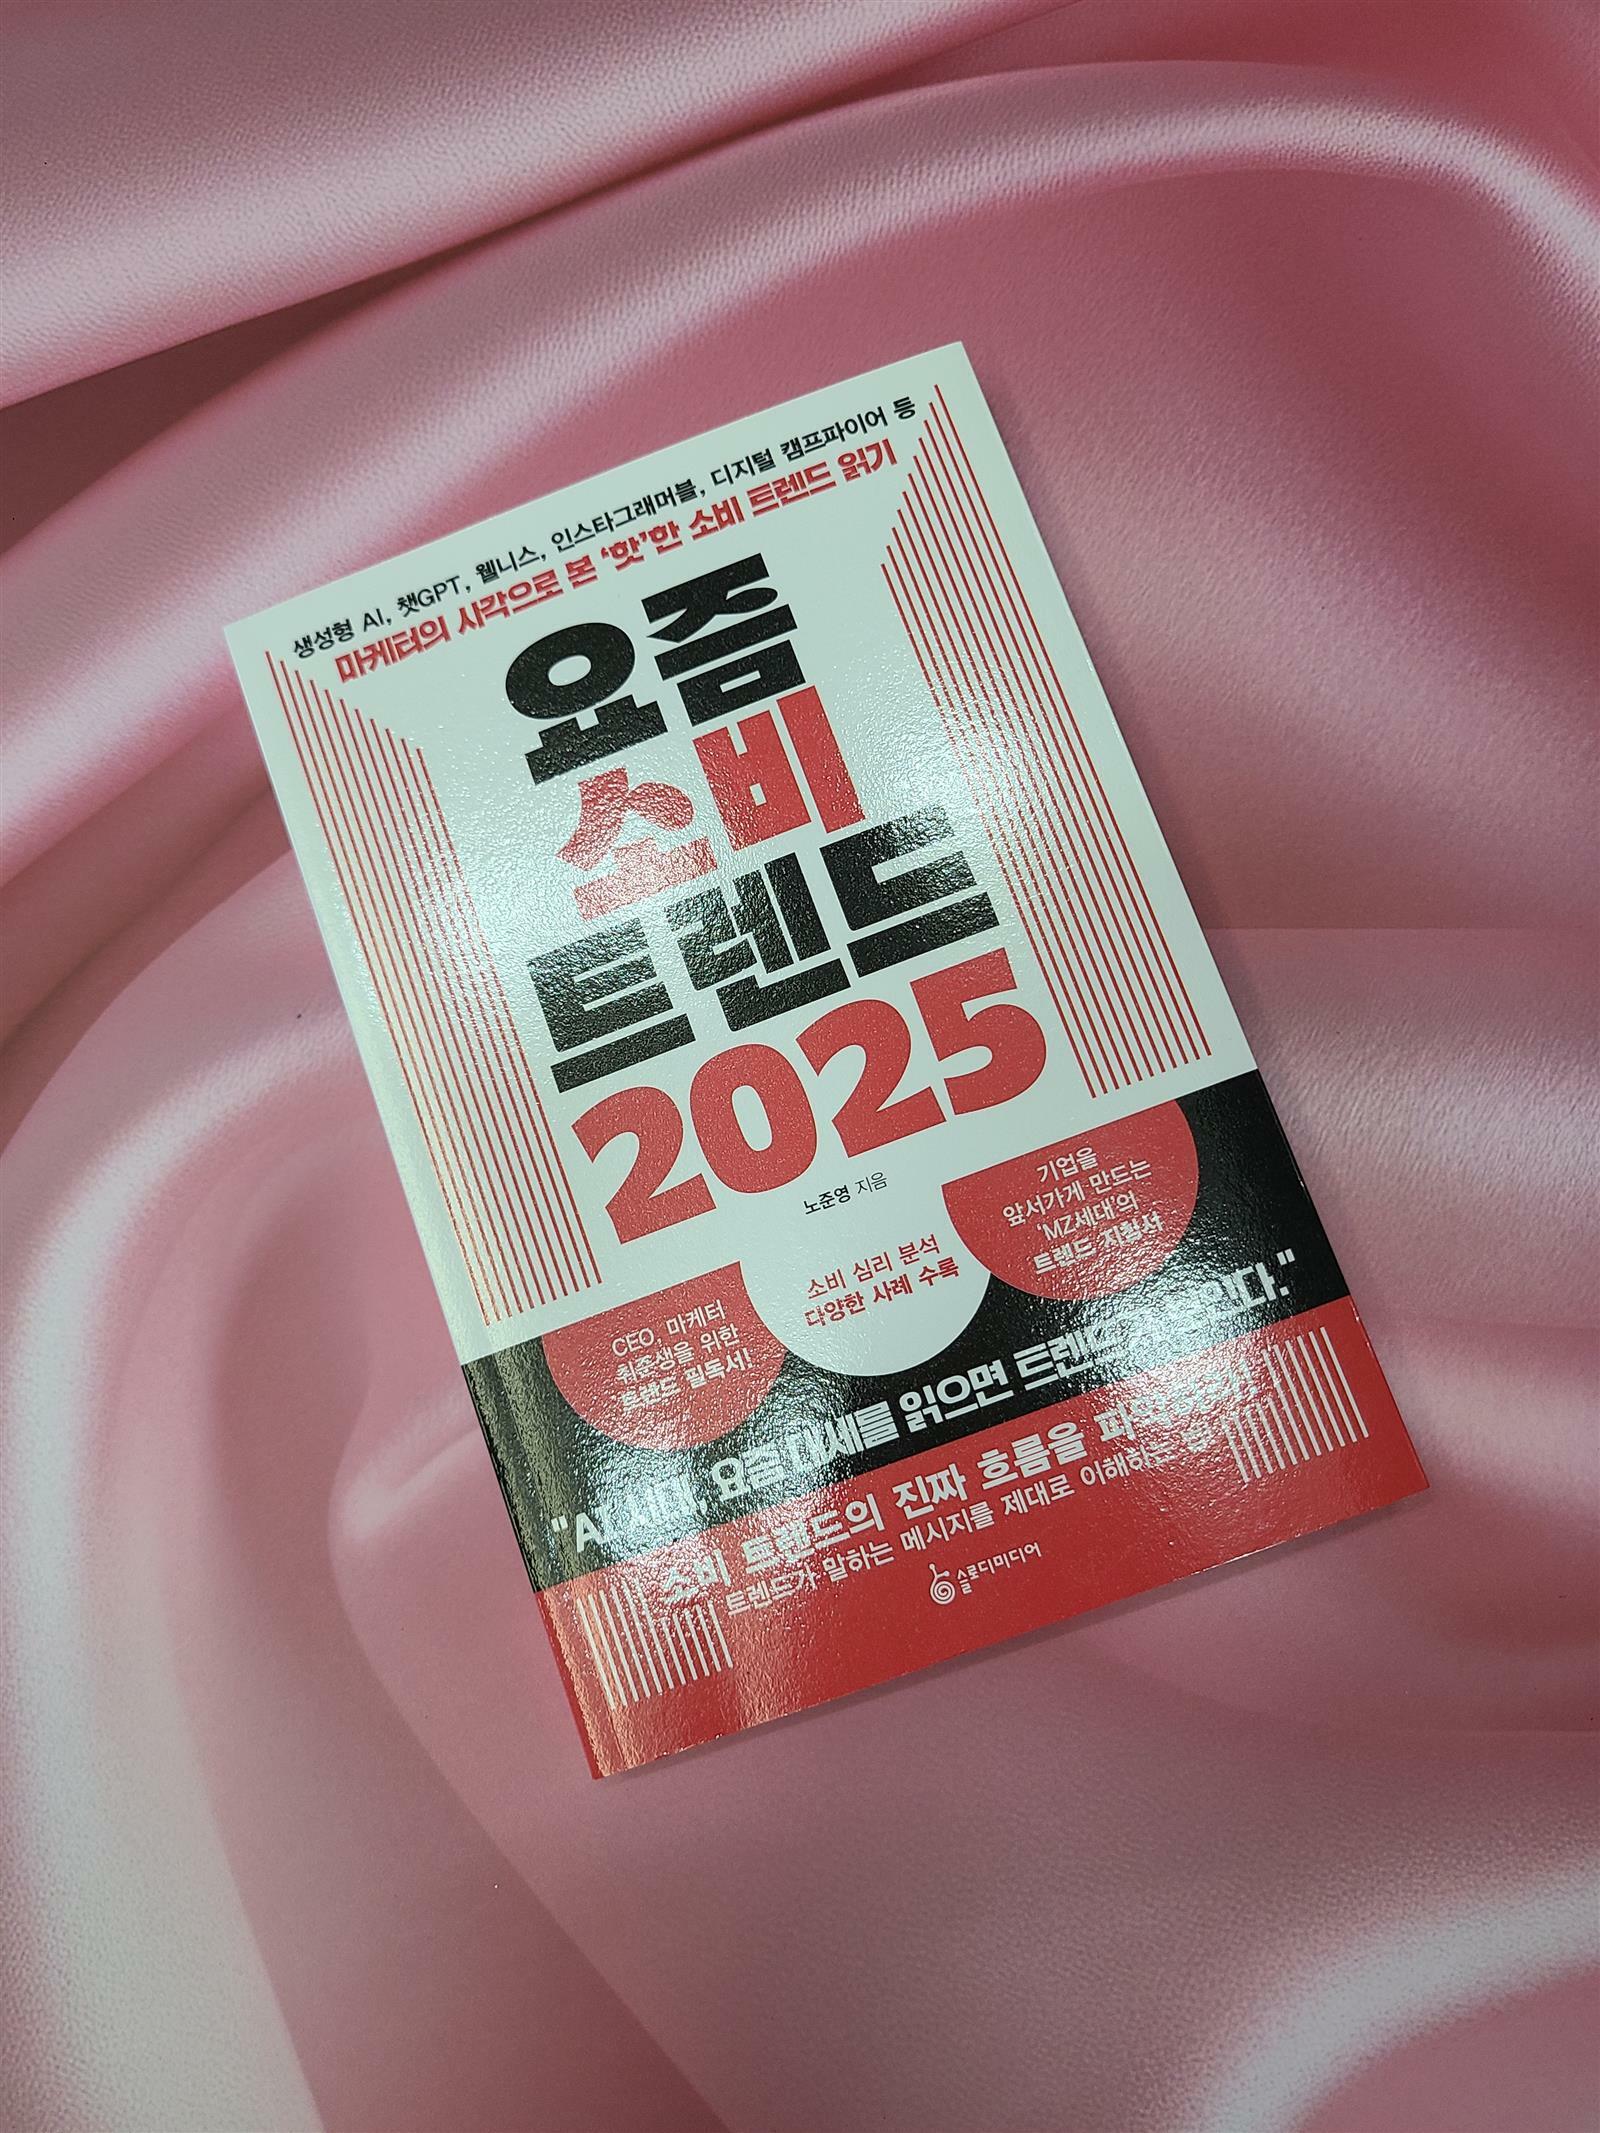 생성형 AI, 챗GPT, 웰니스, 인스타그래머블, 디지털 캠프파이어 등
마케터의 시각으로 본 '핫'한 소비 트렌드 읽기
요즘
소비
트렌드
2025
노준영 지음
기업을
앞서가게 만드는
'MZ세대'의
트렌드 지향서
소비 심리 분석
다양한 사례 수록
CEO, 마케터
취준생을 위한
트렌드 필독서!
"AI 시대, 요즘 대세를 읽으면 트렌드가
소비 트렌드의 진짜 흐름을
트렌드가 말하는 메시지를 제대로 이해하는
슬로디미디어